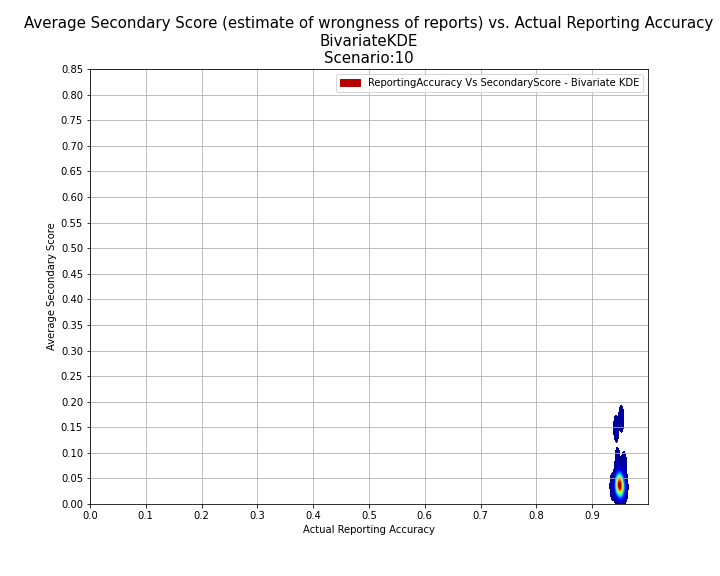 Average Secondary Score (estimate of wrongness of reports) vs. Actual Reporting Accuracy
BivariateKDE
Scenario:10
ReportingAccuracy Vs SecondaryScore - Bivariate KDE
Average Secondary Score
0.85
0.80
0.75
0.70
0.65
0.60
0.55
0.50
0.45
0.40
0.35
0.30
0.25
0.20
0.15
0.10
0.05
0.00
0.0 0.1 0.2 0.3 0.4 0.5 0.6 0.7 0.8 0.9
Actual Reporting Accuracy